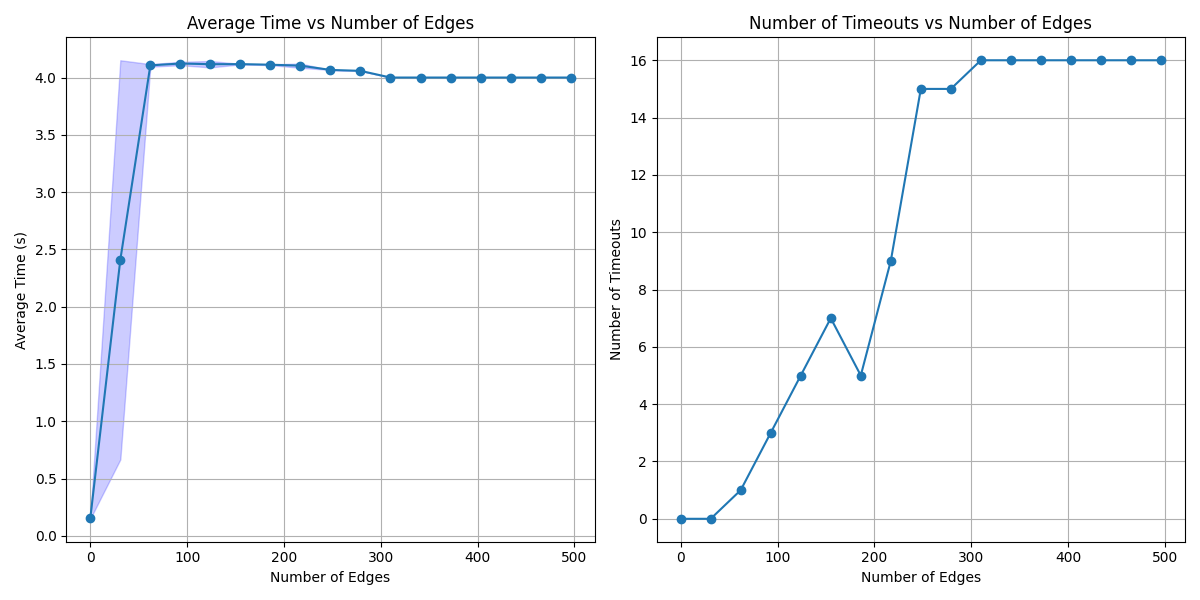 Average Time vs Number of Edges
Average Time (s)
4.0
3.5
3.0
2.5
2.0
1.5
1.0
0.5
0.0
0 100 200 300 400 500
Number of Edges
Number of Timeouts vs Number of Edges
Number of Timeouts
16
14
12
10
8
6
4
2
0
0 100 200 300 400 500
Number of Edges